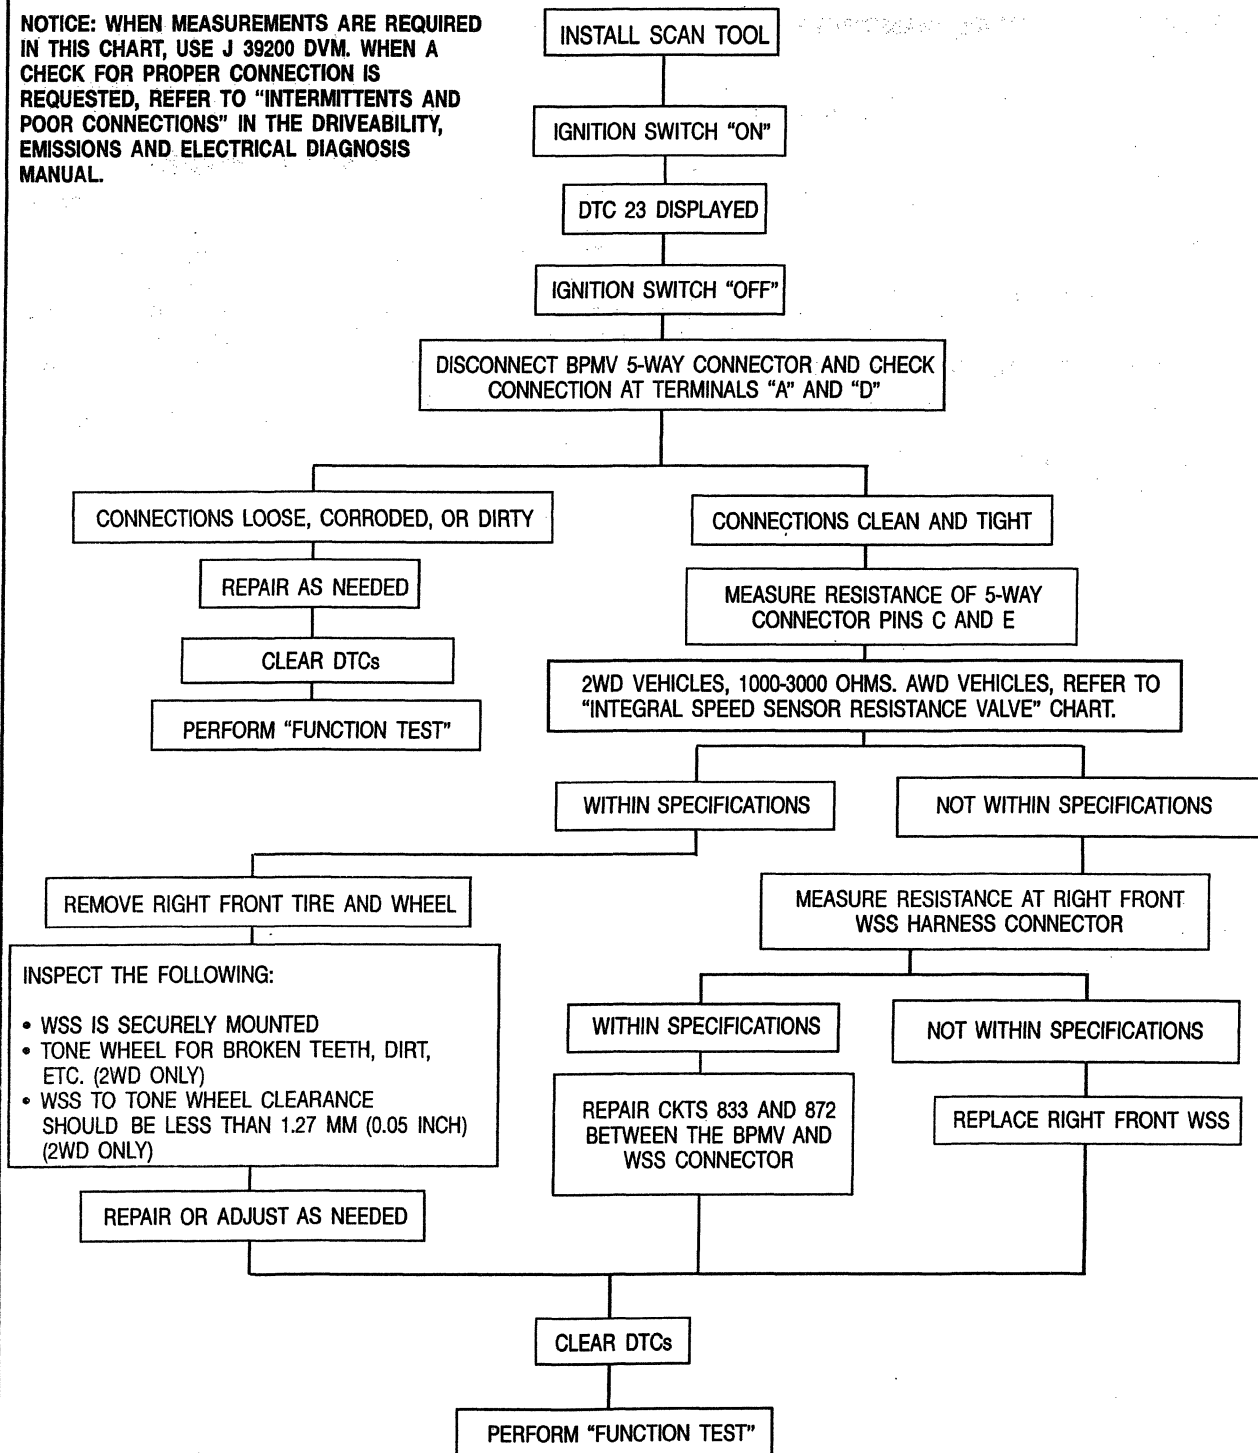 NOTICE: WHEN MEASUREMENTS ARE REQUIRED
IN THIS CHART, USE J 39200 DVM. WHEN A
CHECK FOR PROPER CONNECTION IS
REQUESTED, REFER TO “INTERMITTENTS AND
POOR CONNECTIONS” IN THE DRIVEABILITY,
EMISSIONS AND ELECTRICAL DIAGNOSIS
MANUAL.
INSTALL SCAN TOOL
IGNITION SWITCH “ON”
DTC 23 DISPLAYED
IGNITION SWITCH “OFF”
DISCONNECT BPMV 5-WAY CONNECTOR AND CHECK
CONNECTION AT TERMINALS “A” AND “D”
CONNECTIONS LOOSE, CORRODED, OR DIRTY
REPAIR AS NEEDED
CLEAR DTCs
PERFORM “FUNCTION TEST”
CONNECTIONS CLEAN AND TIGHT
MEASURE RESISTANCE OF 5-WAY
CONNECTOR PINS C AND E
2WD VEHICLES, 1000-3000 OHMS. AWD VEHICLES, REFER TO
“INTEGRAL SPEED SENSOR RESISTANCE VALVE” CHART.
WITHIN SPECIFICATIONS
NOT WITHIN SPECIFICATIONS
REMOVE RIGHT FRONT TIRE AND WHEEL
INSPECT THE FOLLOWING:
• WSS IS SECURELY MOUNTED
• TONE WHEEL FOR BROKEN TEETH, DIRT,
ETC. (2WD ONLY)
• WSS TO TONE WHEEL CLEARANCE
SHOULD BE LESS THAN 1.27 MM (0.05 INCH)
(2WD ONLY)
REPAIR OR ADJUST AS NEEDED
MEASURE RESISTANCE AT RIGHT FRONT
WSS HARNESS CONNECTOR
WITHIN SPECIFICATIONS
REPAIR CKTS 833 AND 872
BETWEEN THE BPMV AND
WSS CONNECTOR
NOT WITHIN SPECIFICATIONS
REPLACE RIGHT FRONT WSS
CLEAR DTCs
PERFORM “FUNCTION TEST”